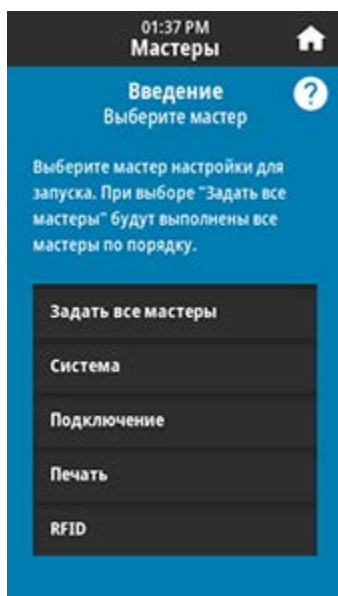 01:37 PM
Мастеры
Введение
?
Выберите мастер
Выберите мастер настройки для
запуска. При выборе "Задать все
мастеры" будут выполнены все
мастеры по порядку.
Задать все мастеры
Система
Подключение
Печать
RFID